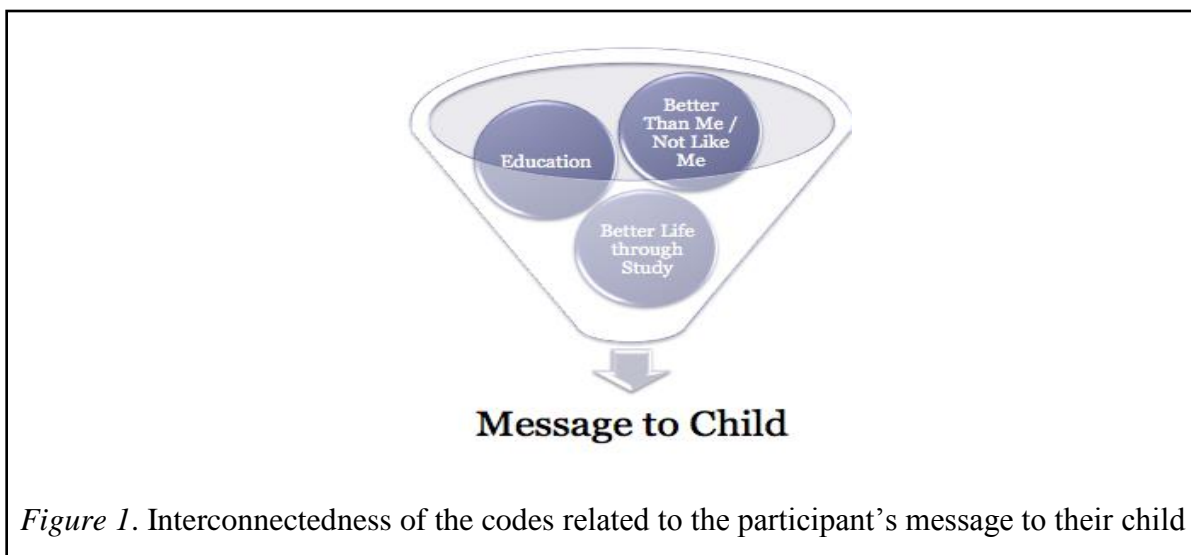 Better
Than Me /
Not Like
Me
Education
Better Life
through
Study
Message to Child
Figure 1. Interconnectedness of the codes related to the participant’s message to their child